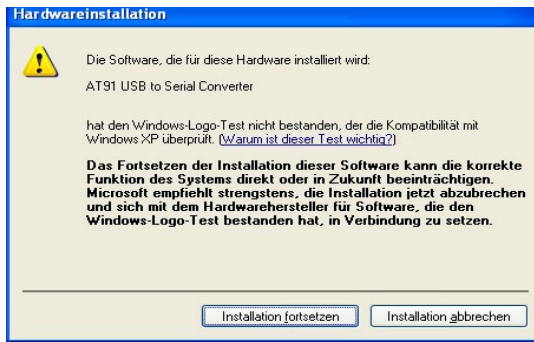 Hardwareinstallation
Die Software, die für diese Hardware installiert wird:
AT91 USB to Serial Converter
hat den Windows-Logo-Test nicht bestanden, der die Kompatibilität mit
Windows XP überprüft. (Warum ist dieser Test wichtig?)
Das Fortsetzen der Installation dieser Software kann die korrekte
Funktion des Systems direkt oder in Zukunft beeinträchtigen.
Microsoft empfiehlt strengstens, die Installation jetzt abzubrechen
und sich mit dem Hardwarehersteller für Software, die den
Windows-Logo-Test bestanden hat, in Verbindung zu setzen.
Installation fortsetzen
Installation abbrechen